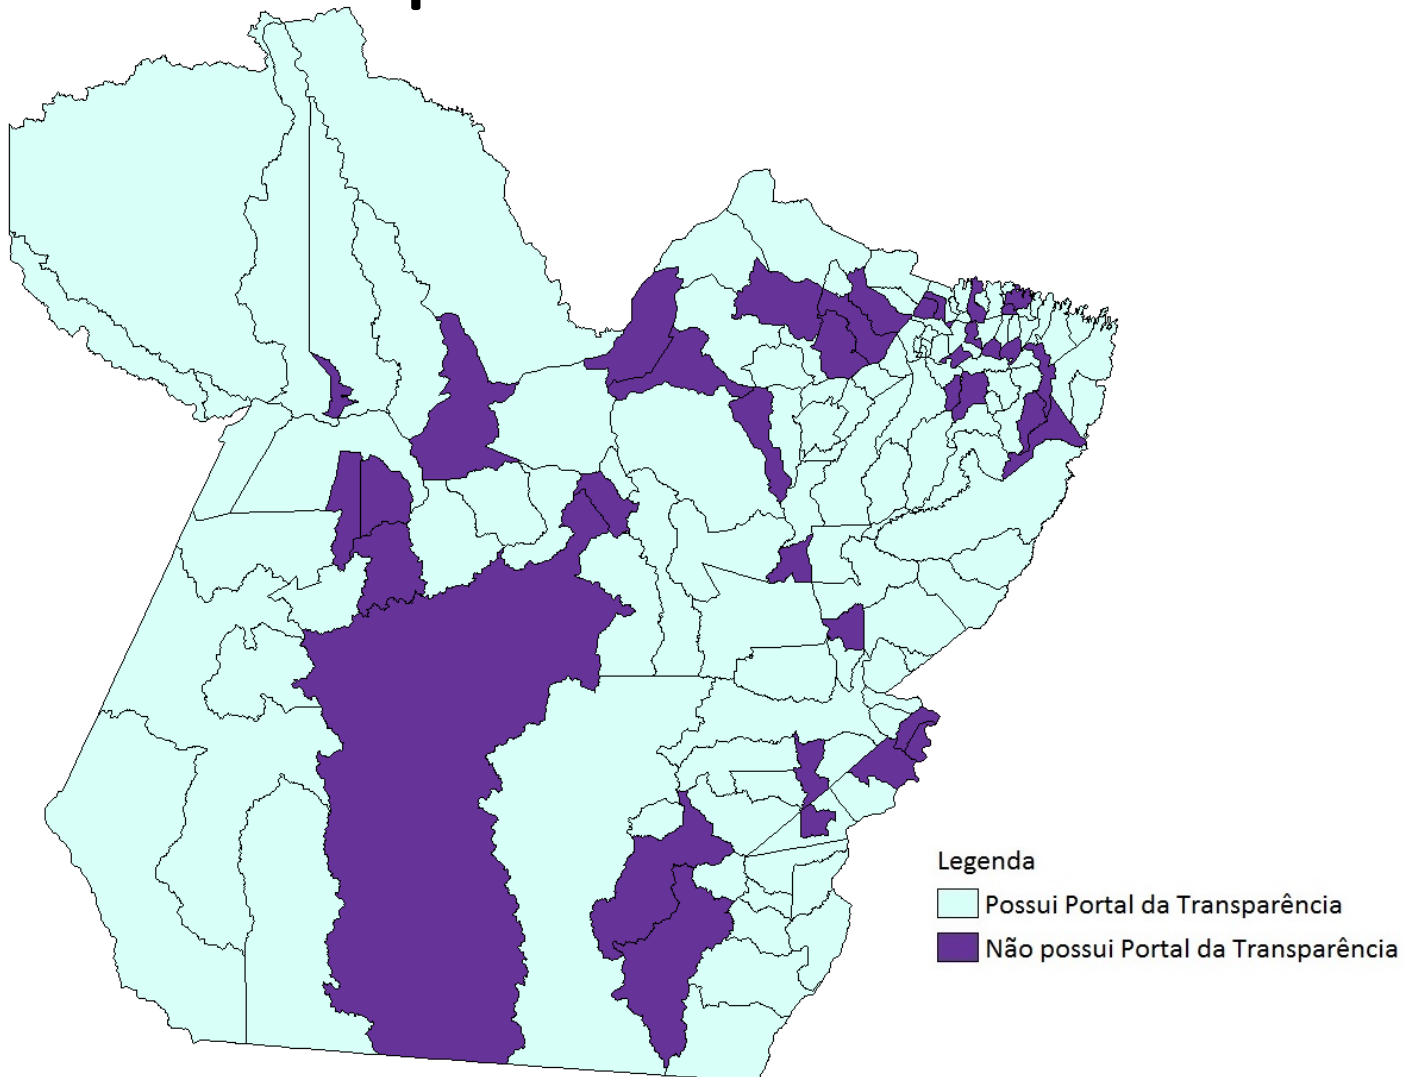 Legenda
Possui Portal da Transparência
Não possui Portal da Transparência